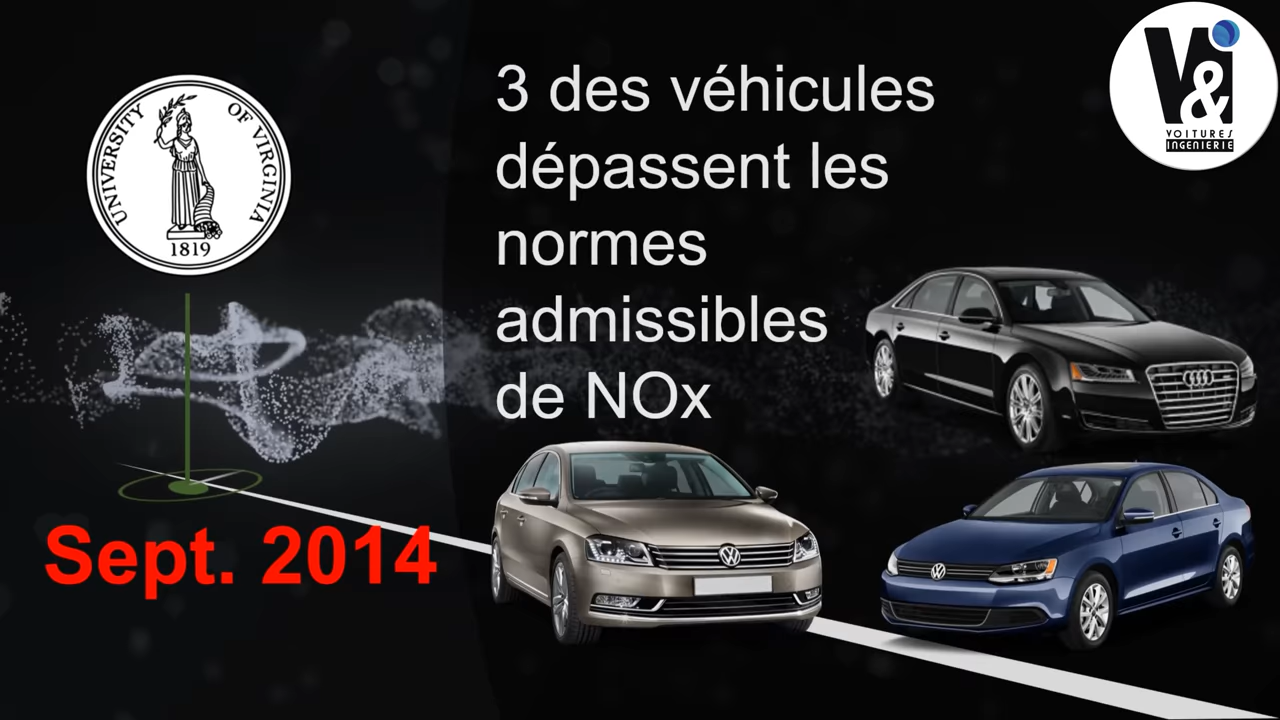 UNIVERSITY OF VIRGINIA
1819
3 des véhicules
dépassent les
normes
admissibles
de NOx
Sept. 2014
V&i
VOITURES
INGENIERIE